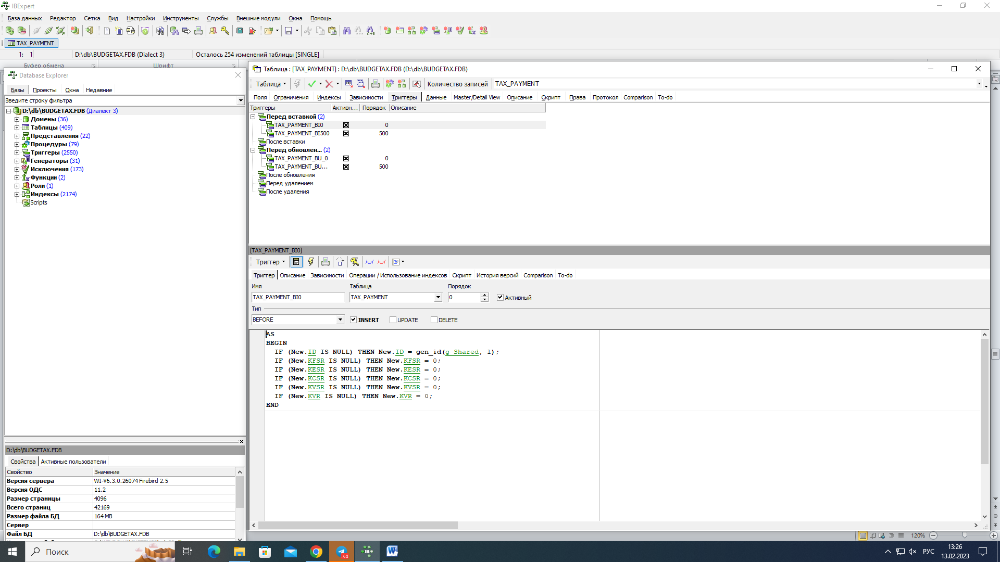 IBExpert
База данных Редактор Сетка Вид Настройки Инструменты Службы Внешние модули Окна Помощь
TAX_PAYMENT
1: 1 D:\db\BUDGETAX.FDB (Dialect 3) Осталось 254 изменений таблицы [SINGLE]
Буфер обмена Шрифт
Database Explorer
Базы Проекты Окна Недавние
Введите строку фильтра
D:\db\BUDGETAX.FDB (Диалект 3)
Домены (36)
Таблицы (409)
Представления (22)
Процедуры (79)
Триггеры (2550)
Генераторы (31)
Исключения (173)
Функции (2)
Роли (1)
Индексы (2174)
Scripts
D:\db\BUDGETAX.FDB
Свойства Активные пользователи
Свойство Значение
Версия сервера WI-V6.3.0.26074 Firebird 2.5
Версия ОДС 11.2
Размер страницы 4096
Всего страниц 42169
Размер файла БД 164 MB
Сервер
Файл БД D:\db\BUDGETAX.FDB
Таблица : [TAX_PAYMENT] : D:\db\BUDGETAX.FDB (D:\db\BUDGETAX.FDB)
Таблица Количество записей TAX_PAYMENT
Поля Ограничения Индексы Зависимости Триггеры Данные Master/Detail View Описание Скрипт Права Протокол Comparison To-do
Триггеры Активн... Порядок Описание
Перед вставкой (2)
TAX_PAYMENT_BI0 0
TAX_PAYMENT_BI500 500
После вставки
Перед обновлен... (2)
TAX_PAYMENT_BU_0 0
TAX_PAYMENT_BU... 500
После обновления
Перед удалением
После удаления
[TAX_PAYMENT_BI0]
Триггер
Триггер Описание Зависимости Операции / Использование индексов Скрипт История версий Comparison To-do
Имя Таблица Порядок
TAX_PAYMENT_BI0 TAX_PAYMENT 0 Активный
Тип
BEFORE INSERT UPDATE DELETE
AS
BEGIN
IF (New.ID IS NULL) THEN New.ID = gen_id(g_Shared, 1);
IF (New.KFSR IS NULL) THEN New.KFSR = 0;
IF (New.KESR IS NULL) THEN New.KESR = 0;
IF (New.KCSR IS NULL) THEN New.KCSR = 0;
IF (New.KVSR IS NULL) THEN New.KVSR = 0;
IF (New.KVR IS NULL) THEN New.KVR = 0;
END
120%
Поиск
60
РУС
13:26
13.02.2023